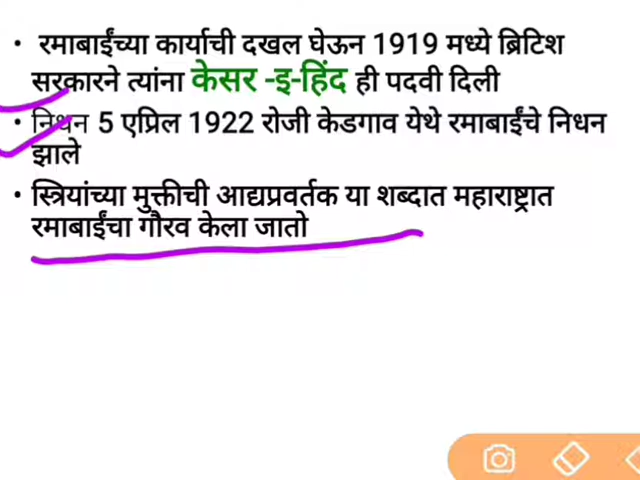 • रमाबाईंच्या कार्याची दखल घेऊन 1919 मध्ये ब्रिटिश
सरकारने त्यांना केसर -इ-हिंद ही पदवी दिली
• निधन 5 एप्रिल 1922 रोजी केडगाव येथे रमाबाईंचे निधन
झाले
• स्त्रियांच्या मुक्तीची आद्यप्रवर्तक या शब्दात महाराष्ट्रात
रमाबाईंचा गौरव केला जातो